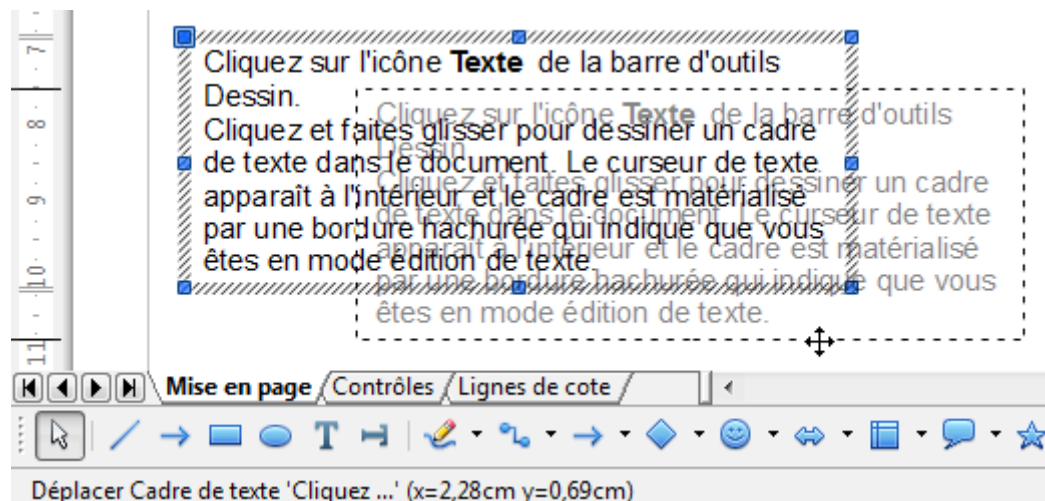 Cliquez sur l'icône Texte de la barre d'outils
Dessin.
Cliquez et faites glisser pour dessiner un cadre
de texte dans le document. Le curseur de texte
apparaît à l'intérieur et le cadre est matérialisé
par une bordure hachurée qui indique que vous
êtes en mode édition de texte.
Cliquez sur l'icône Texte de la barre d'outils
Dessin.
Cliquez et faites glisser pour dessiner un cadre
de texte dans le document. Le curseur de texte
apparaît à l'intérieur et le cadre est matérialisé
par une bordure hachurée qui indique que vous
êtes en mode édition de texte.
7
8
9
10
11
Mise en page Contrôles Lignes de cote
T
Déplacer Cadre de texte 'Cliquez ...' (x=2,28cm y=0,69cm)